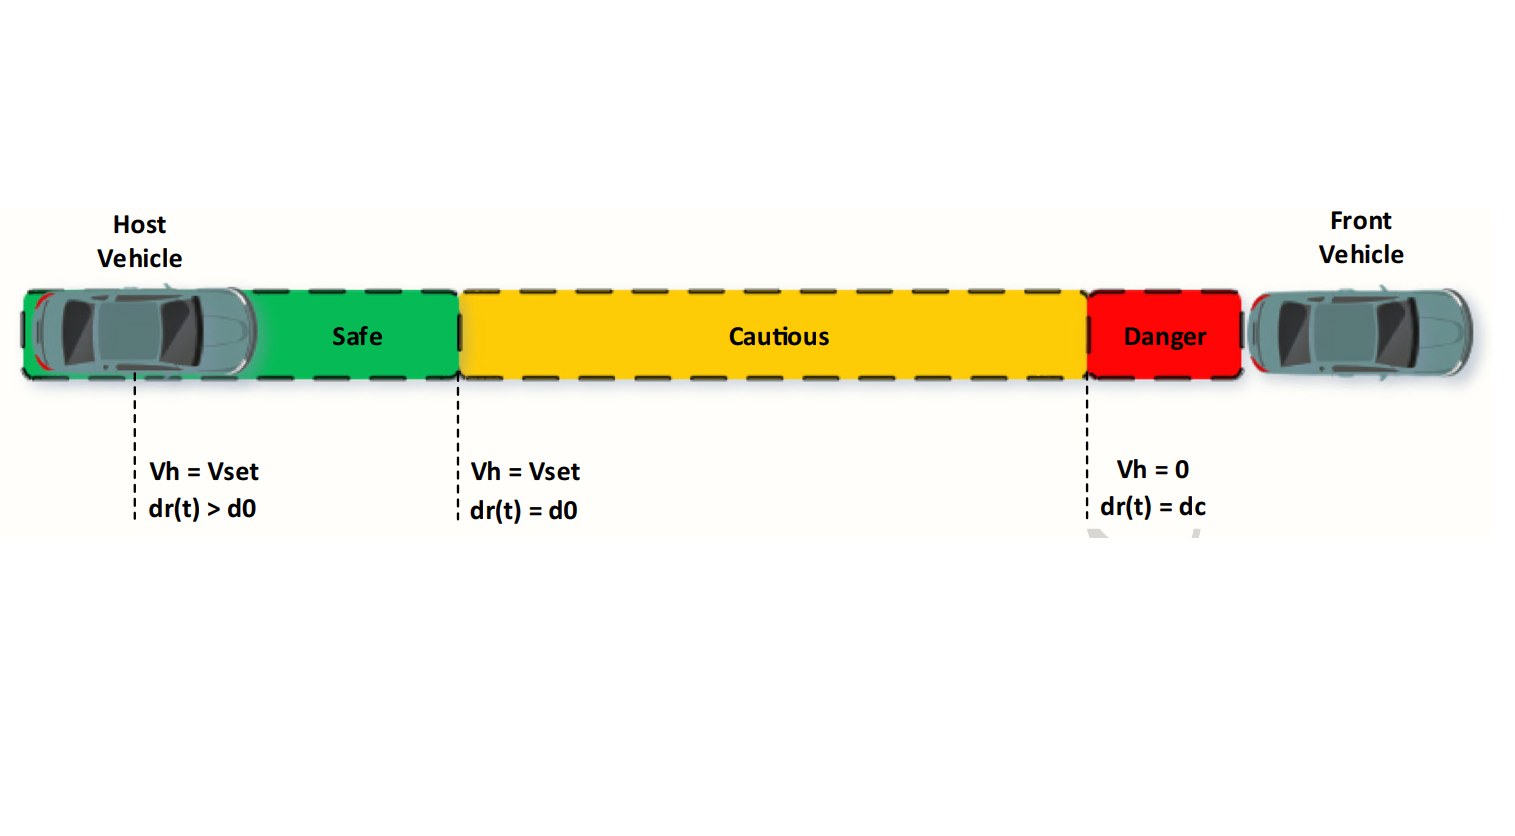 Host
Vehicle
Front
Vehicle
Safe
Cautious
Danger
Vh = Vset
dr(t) > d0
Vh = Vset
dr(t) = d0
Vh = 0
dr(t) = dc